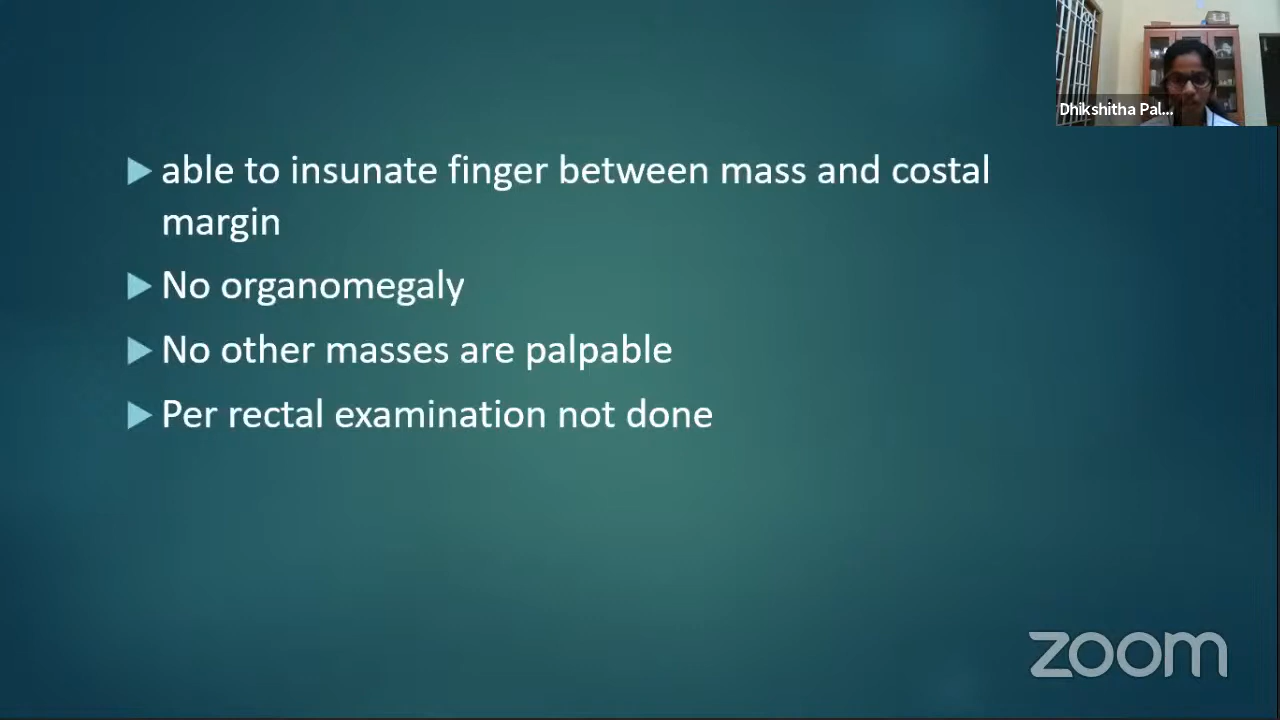 Dhikshitha Pal...
able to insunate finger between mass and costal
margin
No organomegaly
No other masses are palpable
Per rectal examination not done
zoom